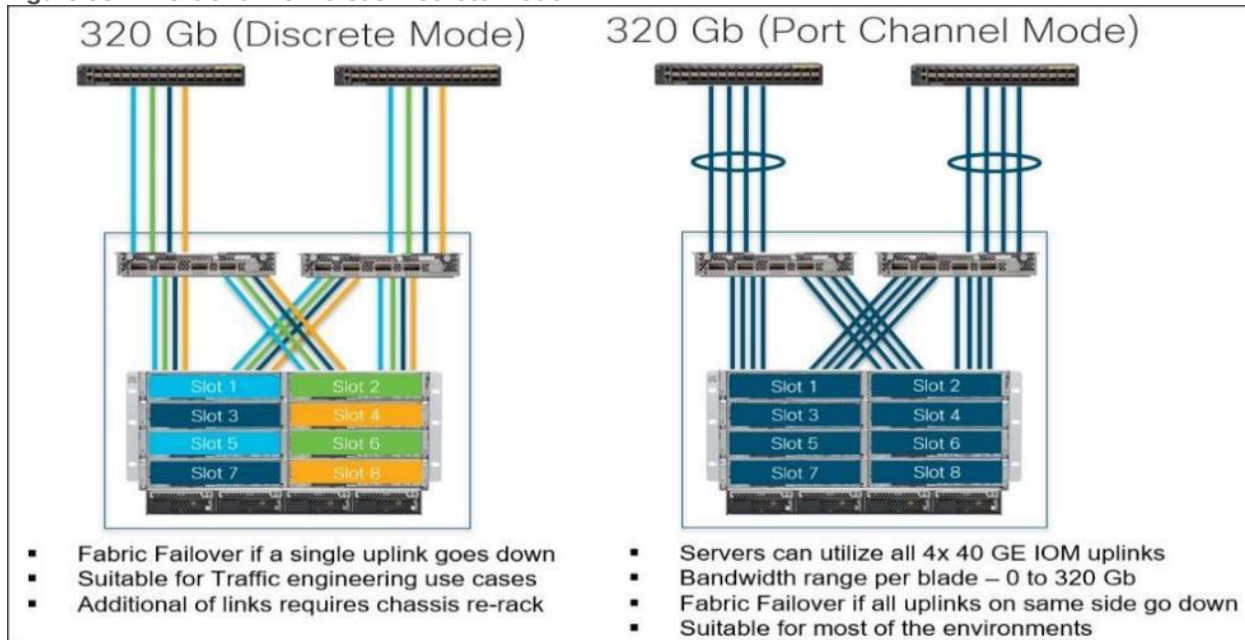 320 Gb (Discrete Mode)
320 Gb (Port Channel Mode)
Slot 1
Slot 2
Slot 3
Slot 4
Slot 5
Slot 6
Slot 7
Slot 8
Slot 1
Slot 2
Slot 3
Slot 4
Slot 5
Slot 6
Slot 7
Slot 8
▪ Fabric Failover if a single uplink goes down
▪ Suitable for Traffic engineering use cases
▪ Additional of links requires chassis re-rack
▪ Servers can utilize all 4x 40 GE IOM uplinks
▪ Bandwidth range per blade – 0 to 320 Gb
▪ Fabric Failover if all uplinks on same side go down
▪ Suitable for most of the environments